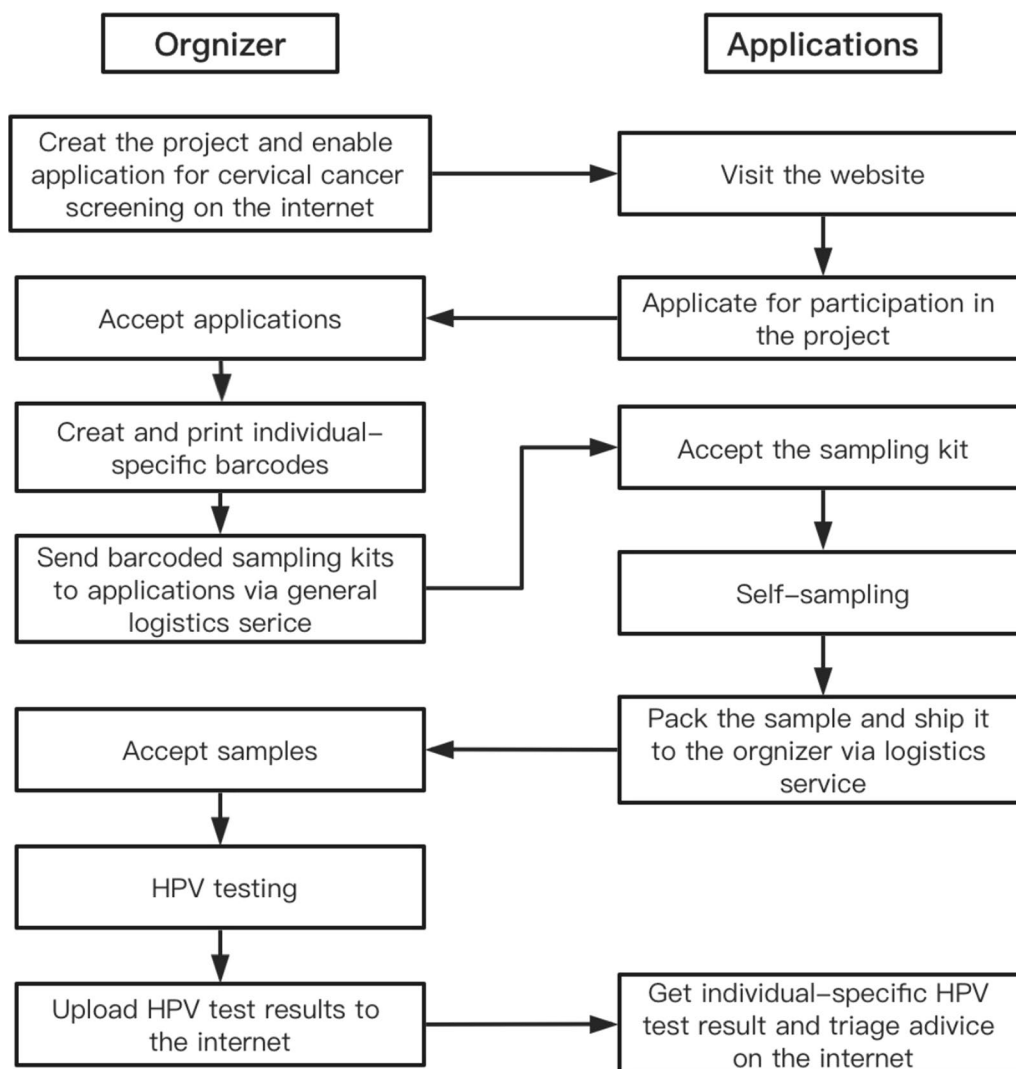 Orgnizer
Applications
Creat the project and enable
application for cervical cancer
screening on the internet
Visit the website
Applicate for participation in
the project
Accept applications
Creat and print individual-
specific barcodes
Send barcoded sampling kits
to applications via general
logistics serice
Accept the sampling kit
Self-sampling
Pack the sample and ship it
to the orgnizer via logistics
service
Accept samples
HPV testing
Upload HPV test results to
the internet
Get individual-specific HPV
test result and triage adivice
on the internet